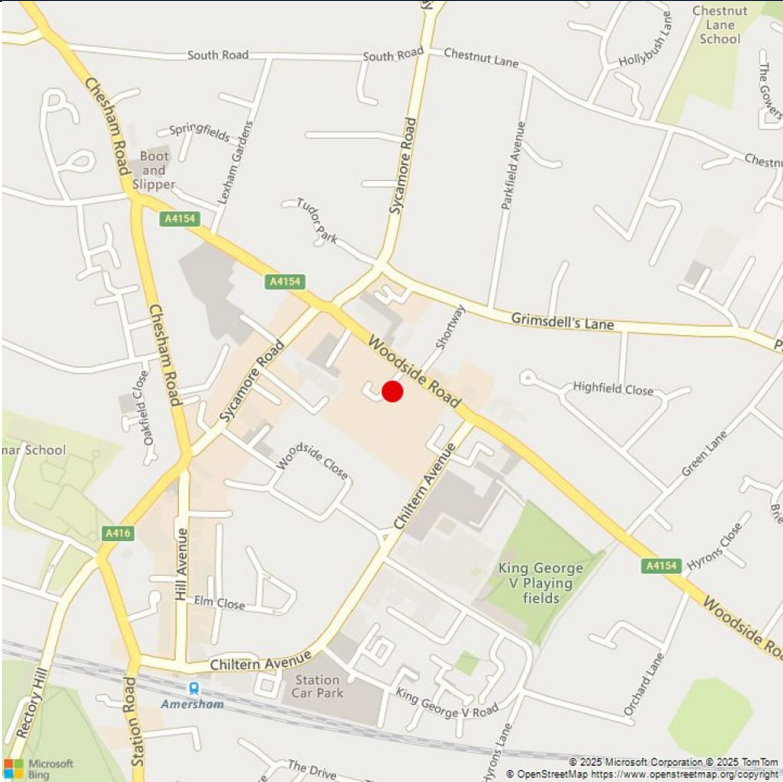 Chestnut
Lane
School
Hollybush Lane
The Gowers
South Road
South Road
Chestnut Lane
Chesham Road
Springfields
Lexham Gardens
Boot
and
Slipper
Sycamore Road
Parkfield Avenue
Tudor Park
A4154
A4154
Chesham Road
Grimsdell's Lane
Shortway
Woodside Road
Sycamore Road
Highfield Close
Oakfield Close
Woodside Close
Green Lane
nar School
Chiltern Avenue
A416
Hill Avenue
King George
V Playing
fields
A4154
Hyrons Close
Woodside Ro
Elm Close
Chiltern Avenue
Station
Car Park
Amersham
Rectory Hill
Station Road
King George V Road
Orchard Lane
Hyrons Lane
The Drive
Microsoft
Bing
© 2025 Microsoft Corporation, © 2025 TomTom
© OpenStreetMap https://www.openstreetmap.org/copyright